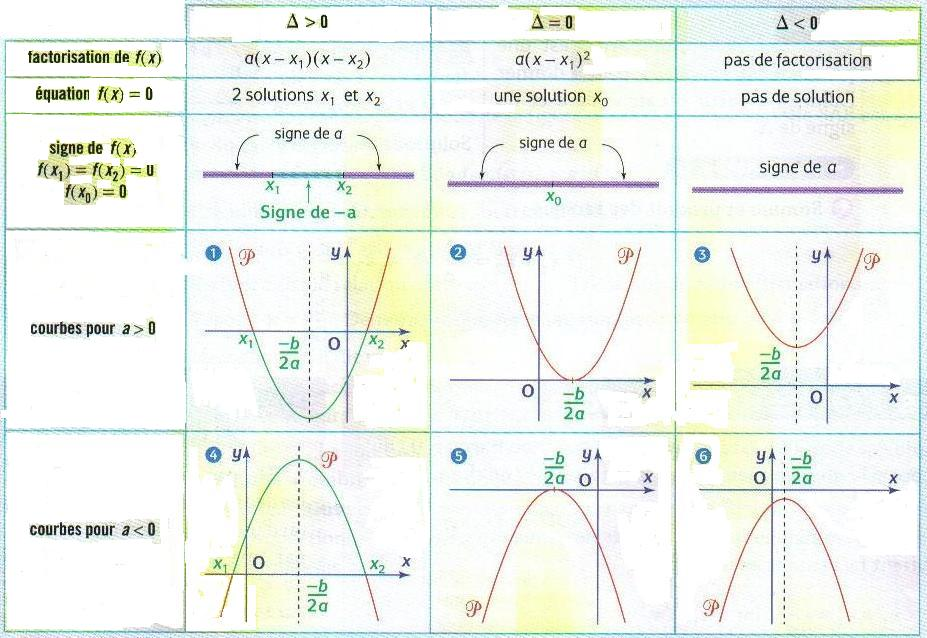 Δ > 0
Δ = 0
Δ < 0
factorisation de f(x)
a(x – x₁)(x – x₂)
a(x – x₁)²
pas de factorisation
équation f(x) = 0
2 solutions x₁ et x₂
une solution x₀
pas de solution
signe de f(x)
f(x₁) = f(x₂) = 0
f(x₀) = 0
signe de a
x₁ x₂
Signe de –a
signe de a
x₀
signe de a
courbes pour a > 0
1 𝒫 y
x₁ –b/2a O x₂ x
2 y 𝒫
O –b/2a x
3 y 𝒫
–b/2a
O x
courbes pour a < 0
4 y 𝒫
x₁ O x₂ x
–b/2a
5 –b/2a y O x
𝒫
6 y O –b/2a x
𝒫